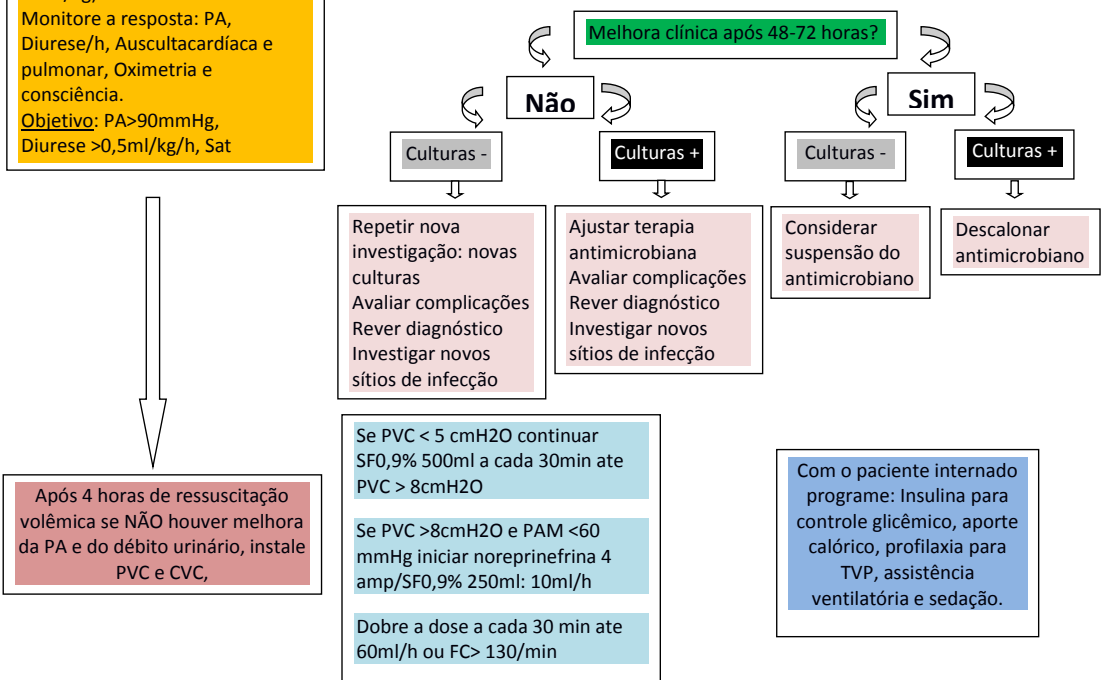 Monitore a resposta: PA,
Diurese/h, Auscultacardíaca e
pulmonar, Oximetria e
consciência.
Objetivo: PA>90mmHg,
Diurese >0,5ml/kg/h, Sat
Após 4 horas de ressuscitação
volêmica se NÃO houver melhora
da PA e do débito urinário, instale
PVC e CVC,
Melhora clínica após 48-72 horas?
Não
Sim
Culturas -
Culturas +
Culturas -
Culturas +
Repetir nova
investigação: novas
culturas
Avaliar complicações
Rever diagnóstico
Investigar novos
sítios de infecção
Ajustar terapia
antimicrobiana
Avaliar complicações
Rever diagnóstico
Investigar novos
sítios de infecção
Considerar
suspensão do
antimicrobiano
Descalonar
antimicrobiano
Se PVC < 5 cmH2O continuar
SF0,9% 500ml a cada 30min ate
PVC > 8cmH2O
Se PVC >8cmH2O e PAM <60
mmHg iniciar noreprinefrina 4
amp/SF0,9% 250ml: 10ml/h
Dobre a dose a cada 30 min ate
60ml/h ou FC> 130/min
Com o paciente internado
programe: Insulina para
controle glicêmico, aporte
calórico, profilaxia para
TVP, assistência
ventilatória e sedação.